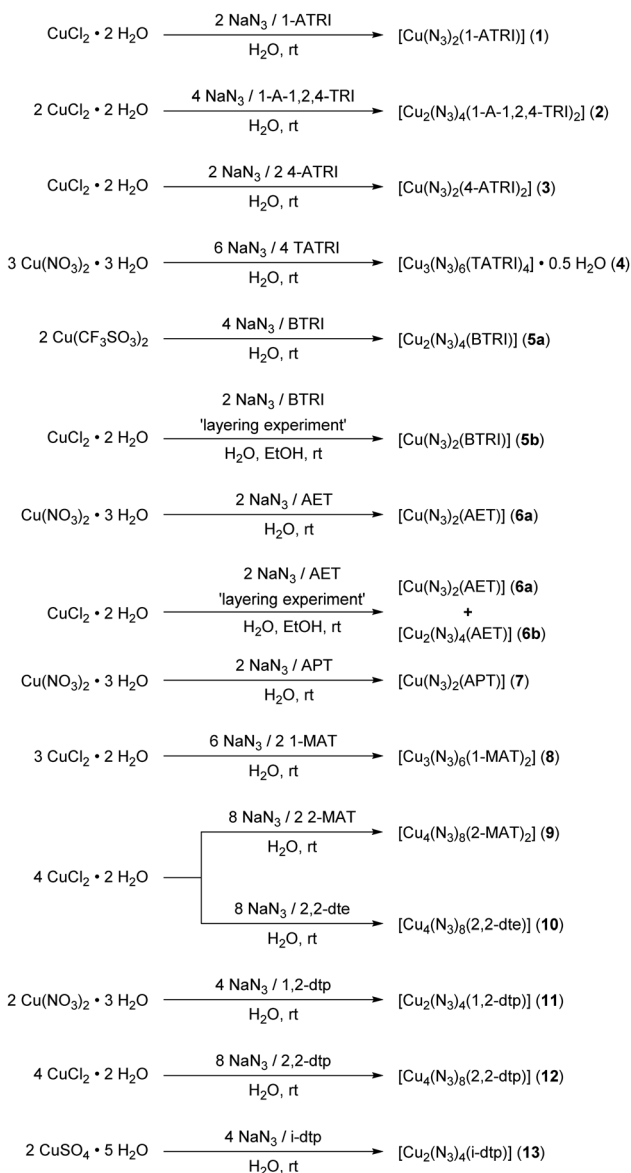 CuCl₂ • 2 H₂O 2 NaN₃ / 1-ATRI [Cu(N₃)₂(1-ATRI)] (1)
H₂O, rt
2 CuCl₂ • 2 H₂O 4 NaN₃ / 1-A-1,2,4-TRI [Cu₂(N₃)₄(1-A-1,2,4-TRI)₂] (2)
H₂O, rt
CuCl₂ • 2 H₂O 2 NaN₃ / 2 4-ATRI [Cu(N₃)₂(4-ATRI)₂] (3)
H₂O, rt
3 Cu(NO₃)₂ • 3 H₂O 6 NaN₃ / 4 TATRI [Cu₃(N₃)₆(TATRI)₄] • 0.5 H₂O (4)
H₂O, rt
2 Cu(CF₃SO₃)₂ 4 NaN₃ / BTRI [Cu₂(N₃)₄(BTRI)] (5a)
H₂O, rt
2 NaN₃ / BTRI
'layering experiment'
CuCl₂ • 2 H₂O [Cu(N₃)₂(BTRI)] (5b)
H₂O, EtOH, rt
Cu(NO₃)₂ • 3 H₂O 2 NaN₃ / AET [Cu(N₃)₂(AET)] (6a)
H₂O, rt
2 NaN₃ / AET [Cu(N₃)₂(AET)] (6a)
'layering experiment'
CuCl₂ • 2 H₂O +
H₂O, EtOH, rt [Cu₂(N₃)₄(AET)] (6b)
Cu(NO₃)₂ • 3 H₂O 2 NaN₃ / APT [Cu(N₃)₂(APT)] (7)
H₂O, rt
3 CuCl₂ • 2 H₂O 6 NaN₃ / 2 1-MAT [Cu₃(N₃)₆(1-MAT)₂] (8)
H₂O, rt
8 NaN₃ / 2 2-MAT [Cu₄(N₃)₈(2-MAT)₂] (9)
H₂O, rt
4 CuCl₂ • 2 H₂O
8 NaN₃ / 2,2-dte [Cu₄(N₃)₈(2,2-dte)] (10)
H₂O, rt
2 Cu(NO₃)₂ • 3 H₂O 4 NaN₃ / 1,2-dtp [Cu₂(N₃)₄(1,2-dtp)] (11)
H₂O, rt
4 CuCl₂ • 2 H₂O 8 NaN₃ / 2,2-dtp [Cu₄(N₃)₈(2,2-dtp)] (12)
H₂O, rt
2 CuSO₄ • 5 H₂O 4 NaN₃ / i-dtp [Cu₂(N₃)₄(i-dtp)] (13)
H₂O, rt